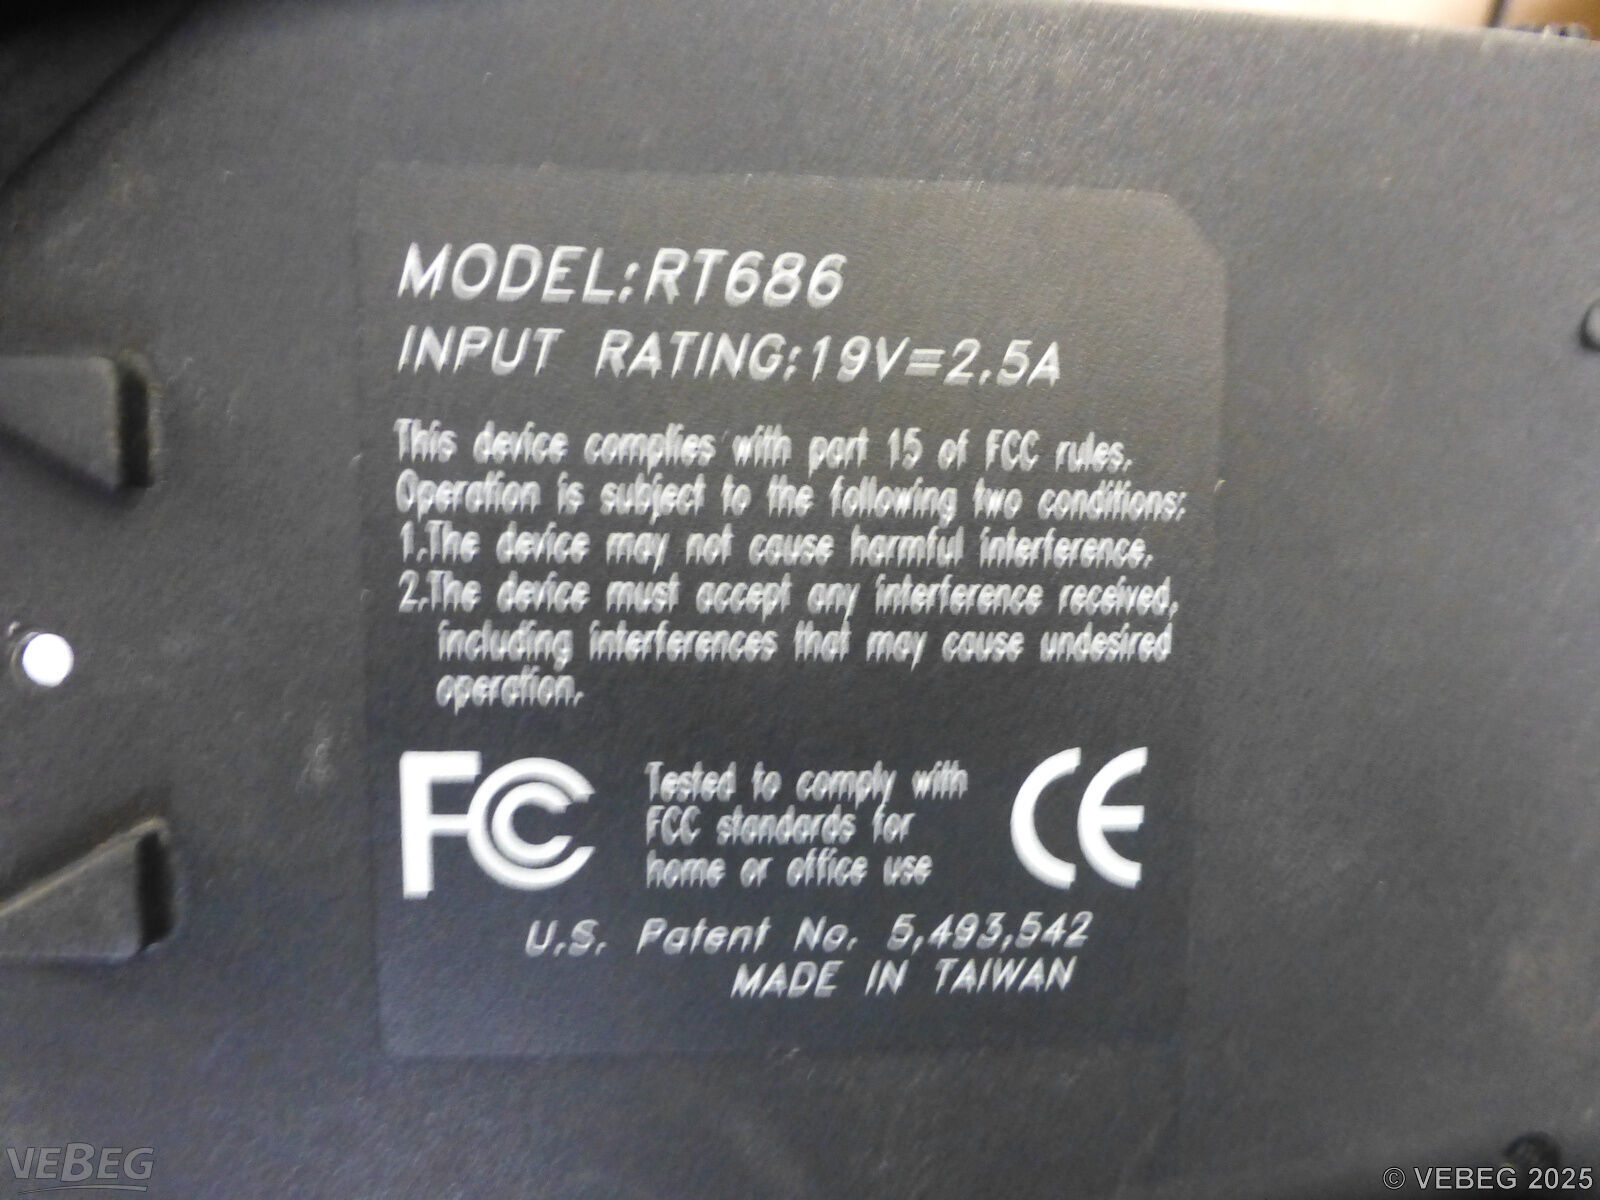 MODEL:RT686
INPUT RATING:19V=2.5A
This device complies with part 15 of FCC rules.
Operation is subject to the following two conditions:
1.The device may not cause harmful interference.
2.The device must accept any interference received,
including interferences that may cause undesired
operation.
FC
Tested to comply with
FCC standards for
home or office use
CE
U.S. Patent No. 5,493,542
MADE IN TAIWAN
VEBEG
© VEBEG 2025